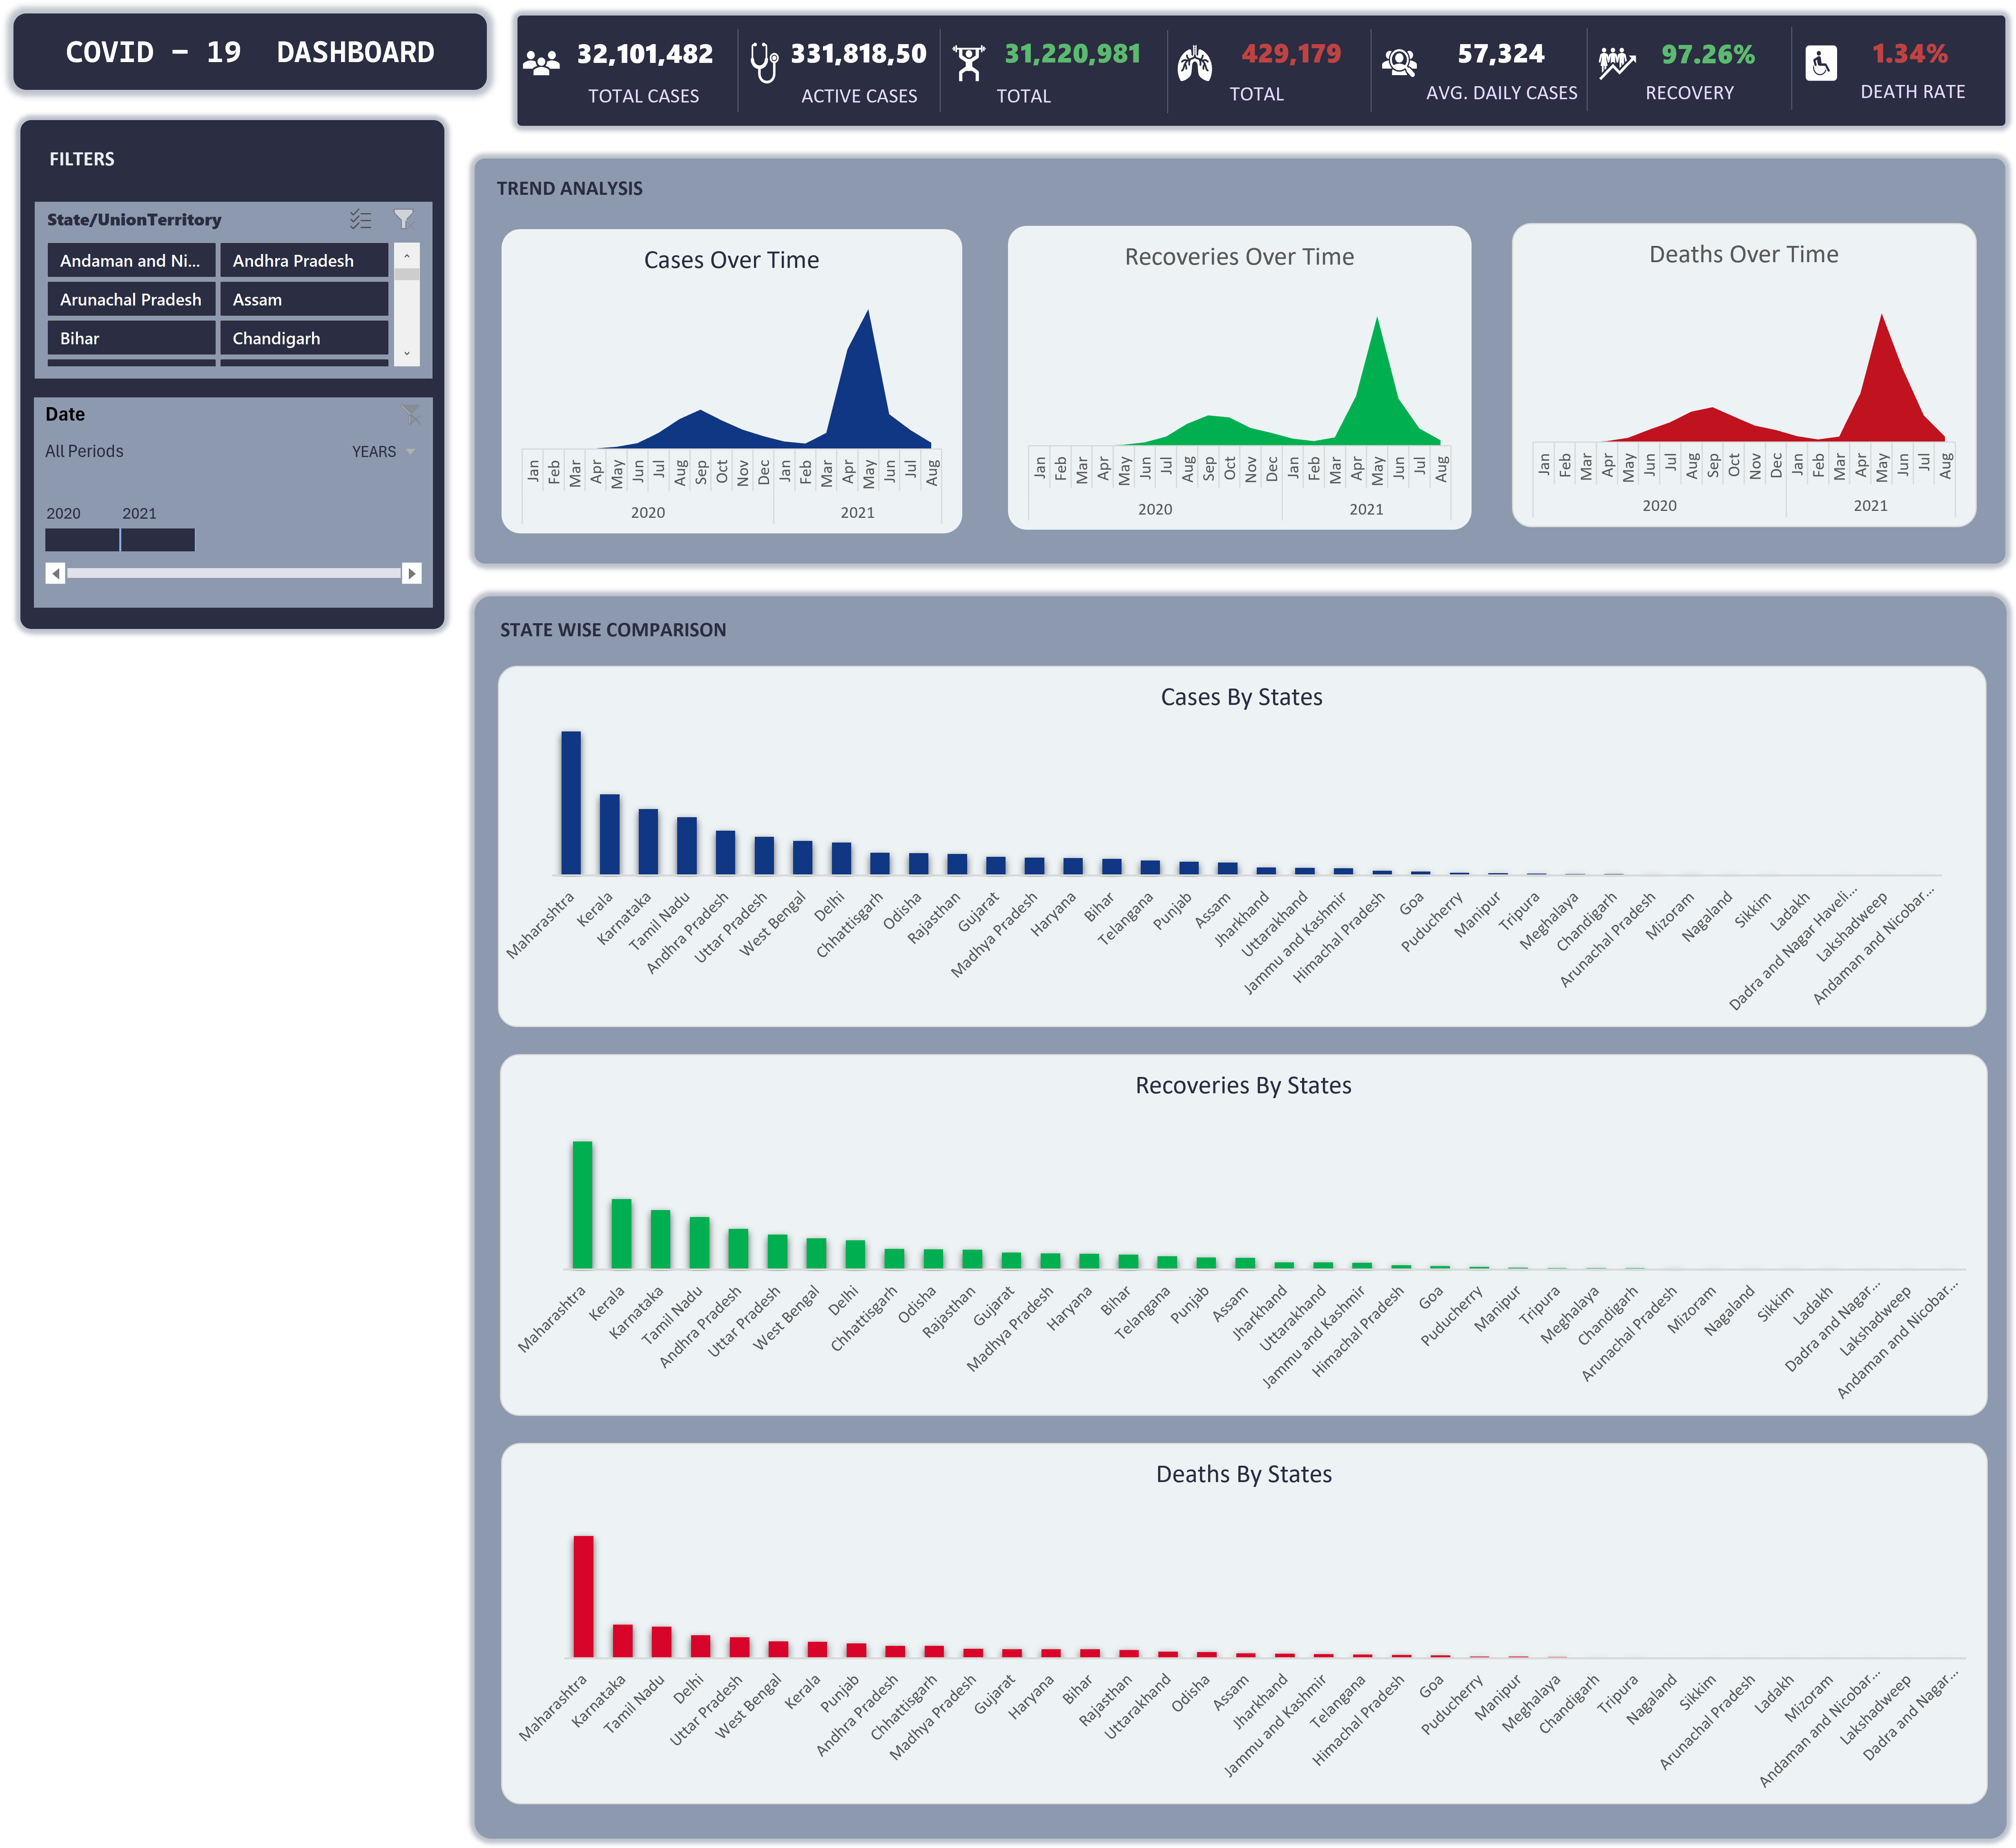 COVID - 19 DASHBOARD
32,101,482
TOTAL CASES
331,818,50
ACTIVE CASES
31,220,981
TOTAL
429,179
TOTAL
57,324
AVG. DAILY CASES
97.26%
RECOVERY
1.34%
DEATH RATE
FILTERS
State/UnionTerritory
Andaman and Ni... Andhra Pradesh
Arunachal Pradesh Assam
Bihar Chandigarh
Date
All Periods YEARS
2020 2021
TREND ANALYSIS
Cases Over Time
Jan Feb Mar Apr May Jun Jul Aug Sep Oct Nov Dec Jan Feb Mar Apr May Jun Jul Aug
2020 2021
Recoveries Over Time
Jan Feb Mar Apr May Jun Jul Aug Sep Oct Nov Dec Jan Feb Mar Apr May Jun Jul Aug
2020 2021
Deaths Over Time
Jan Feb Mar Apr May Jun Jul Aug Sep Oct Nov Dec Jan Feb Mar Apr May Jun Jul Aug
2020 2021
STATE WISE COMPARISON
Cases By States
Maharashtra Kerala Karnataka Tamil Nadu Andhra Pradesh Uttar Pradesh West Bengal Delhi Chhattisgarh Odisha Rajasthan Gujarat Madhya Pradesh Haryana Bihar Telangana Punjab Assam Jharkhand Uttarakhand Jammu and Kashmir Himachal Pradesh Goa Puducherry Manipur Tripura Meghalaya Chandigarh Arunachal Pradesh Mizoram Nagaland Sikkim Ladakh Dadra and Nagar Haveli... Lakshadweep Andaman and Nicobar...
Recoveries By States
Maharashtra Kerala Karnataka Tamil Nadu Andhra Pradesh Uttar Pradesh West Bengal Delhi Chhattisgarh Odisha Rajasthan Gujarat Madhya Pradesh Haryana Bihar Telangana Punjab Assam Jharkhand Uttarakhand Jammu and Kashmir Himachal Pradesh Goa Puducherry Manipur Tripura Meghalaya Chandigarh Arunachal Pradesh Mizoram Nagaland Sikkim Ladakh Dadra and Nagar... Lakshadweep Andaman and Nicobar...
Deaths By States
Maharashtra Karnataka Tamil Nadu Delhi Uttar Pradesh West Bengal Kerala Punjab Andhra Pradesh Chhattisgarh Madhya Pradesh Gujarat Haryana Bihar Rajasthan Uttarakhand Odisha Assam Jharkhand Jammu and Kashmir Telangana Himachal Pradesh Goa Puducherry Manipur Meghalaya Chandigarh Tripura Nagaland Sikkim Arunachal Pradesh Ladakh Mizoram Andaman and Nicobar... Lakshadweep Dadra and Nagar...